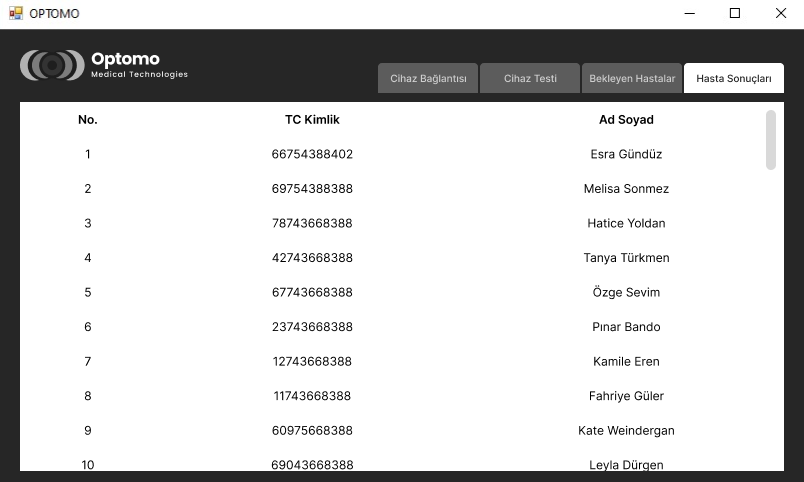 OPTOMO
Optomo
Medical Technologies
Cihaz Bağlantısı Cihaz Testi Bekleyen Hastalar Hasta Sonuçları
No. TC Kimlik Ad Soyad
1 66754388402 Esra Gündüz
2 69754388388 Melisa Sonmez
3 78743668388 Hatice Yoldan
4 42743668388 Tanya Türkmen
5 67743668388 Özge Sevim
6 23743668388 Pınar Bando
7 12743668388 Kamile Eren
8 11743668388 Fahriye Güler
9 60975668388 Kate Weindergan
10 69043668388 Leyla Dürgen